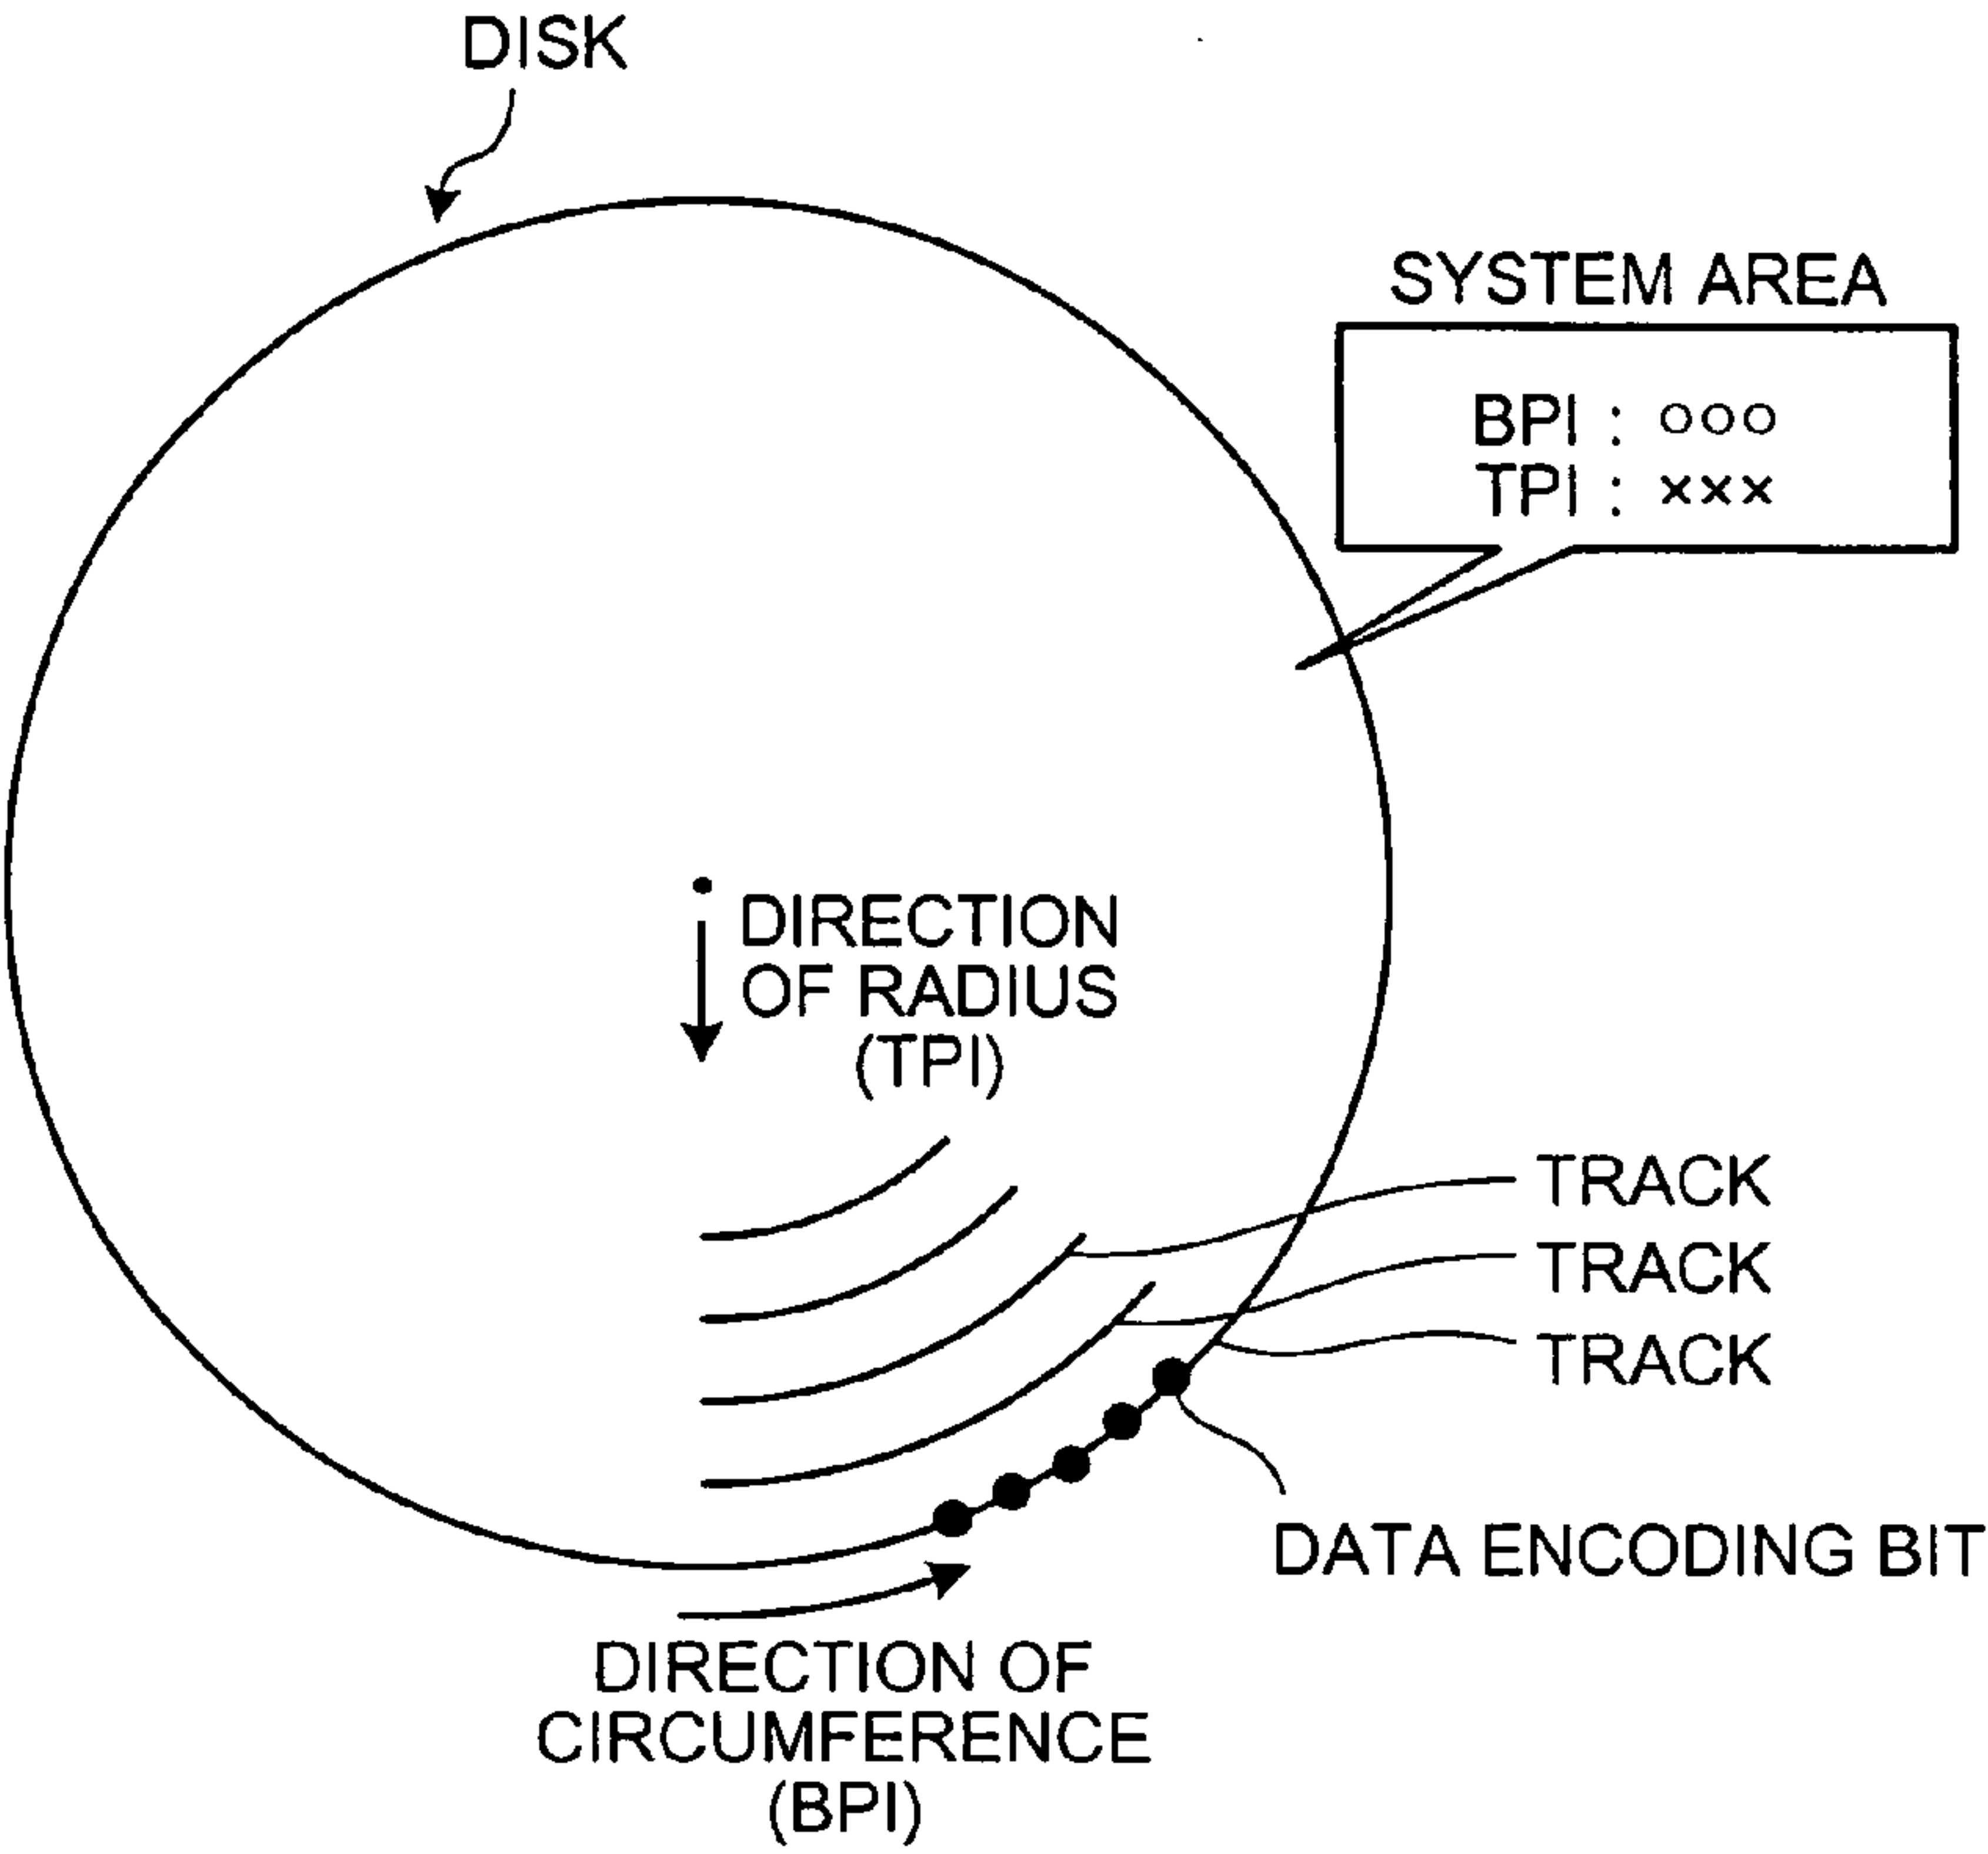 DISK
SYSTEM AREA
BPI : ○○○
TPI : ×××
DIRECTION
OF RADIUS
(TPI)
TRACK
TRACK
TRACK
DATA ENCODING BIT
DIRECTION OF
CIRCUMFERENCE
(BPI)